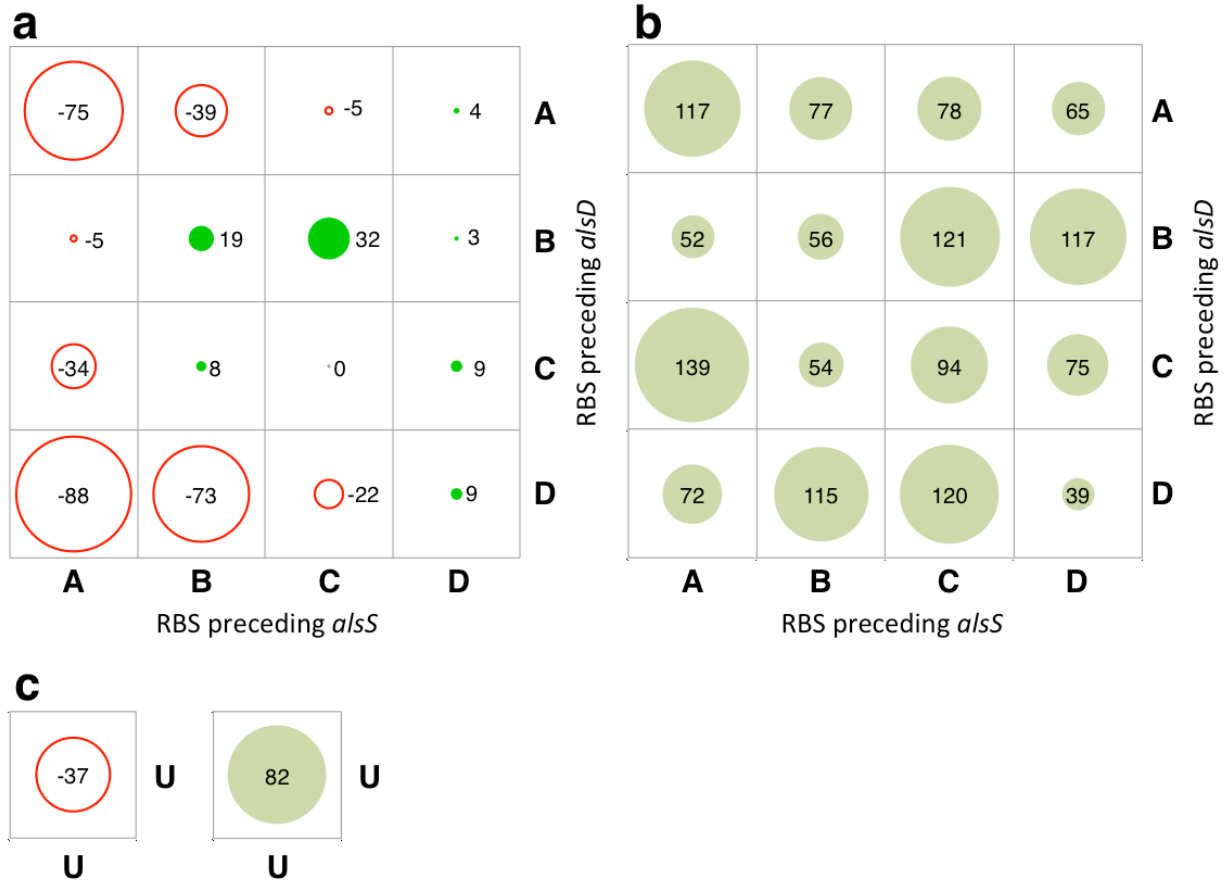 a
b
-75 -39 -5 4 A
117 77 78 65 A
-5 19 32 3 B
52 56 121 117 B
-34 8 0 9 C
139 54 94 75 C
-88 -73 -22 9 D
72 115 120 39 D
RBS preceding alsD
RBS preceding alsD
A B C D
A B C D
RBS preceding alsS
RBS preceding alsS
c
-37 U
82 U
U
U